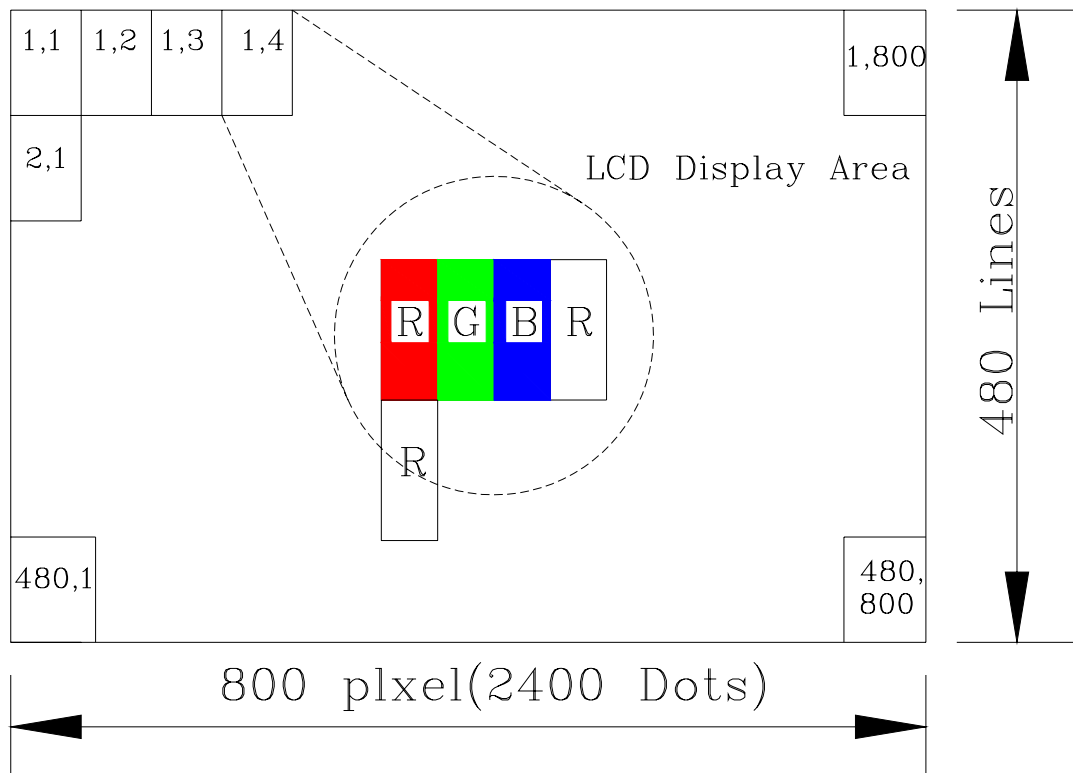 1,1 1,2 1,3 1,4 1,800
2,1
LCD Display Area
R G B R
R
480 Lines
480,1
480,
800
800 plxel(2400 Dots)